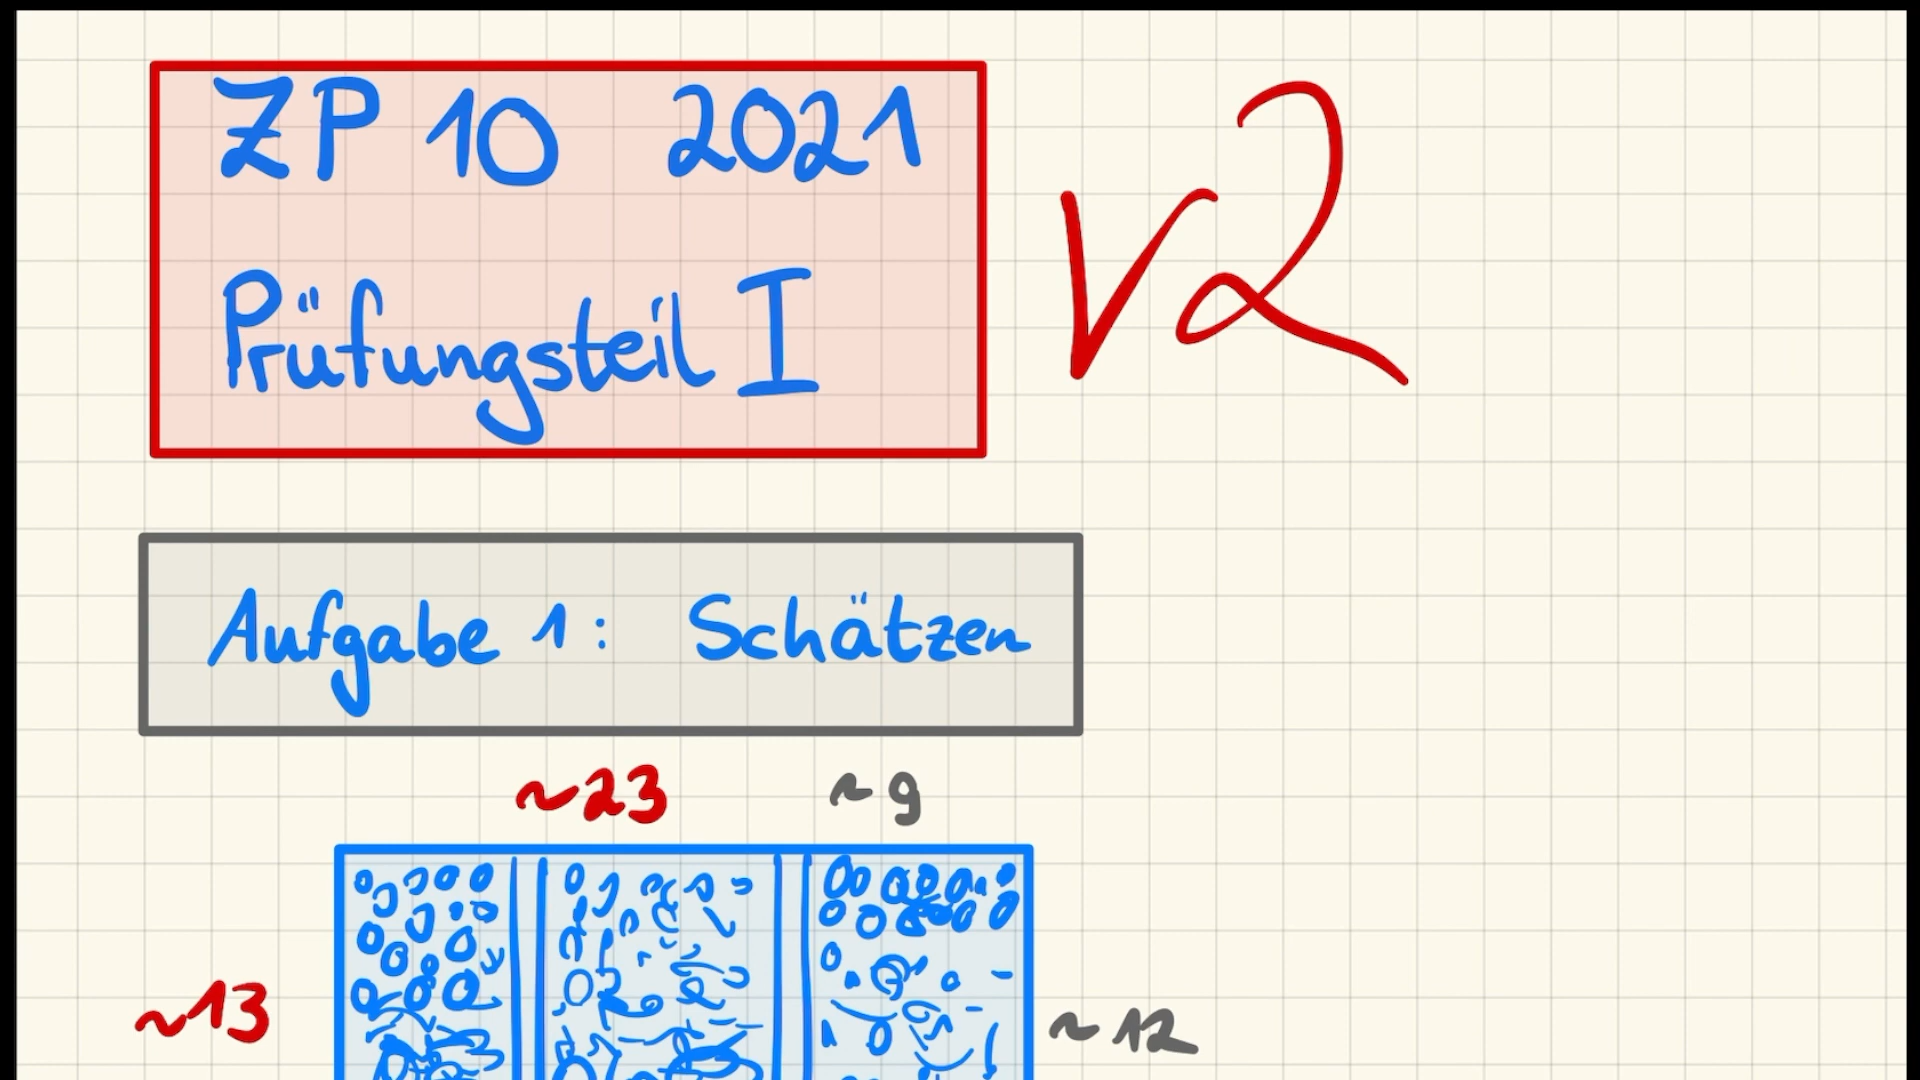 ZP 10 2021
v2
Prüfungsteil I
Aufgabe 1: Schätzen
~23 ~9
~13 ~12